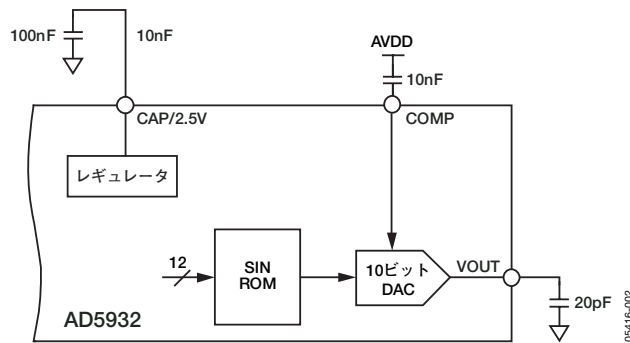 100nF
10nF
AVDD
10nF
CAP/2.5V
COMP
レギュレータ
12
SIN
ROM
10ビット
DAC
VOUT
20pF
AD5932
05416-002